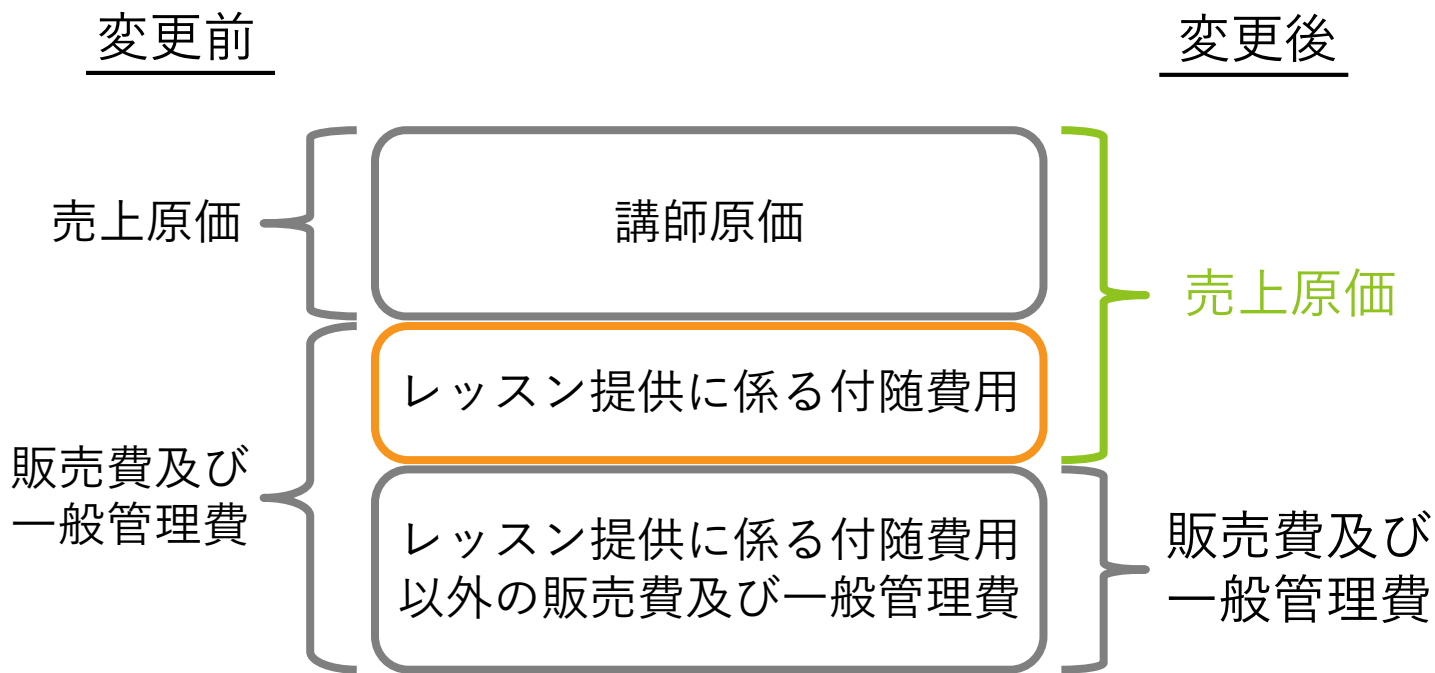 変更前
変更後
売上原価
講師原価
売上原価
レッスン提供に係る付随費用
販売費及び
一般管理費
レッスン提供に係る付随費用
以外の販売費及び一般管理費
販売費及び
一般管理費